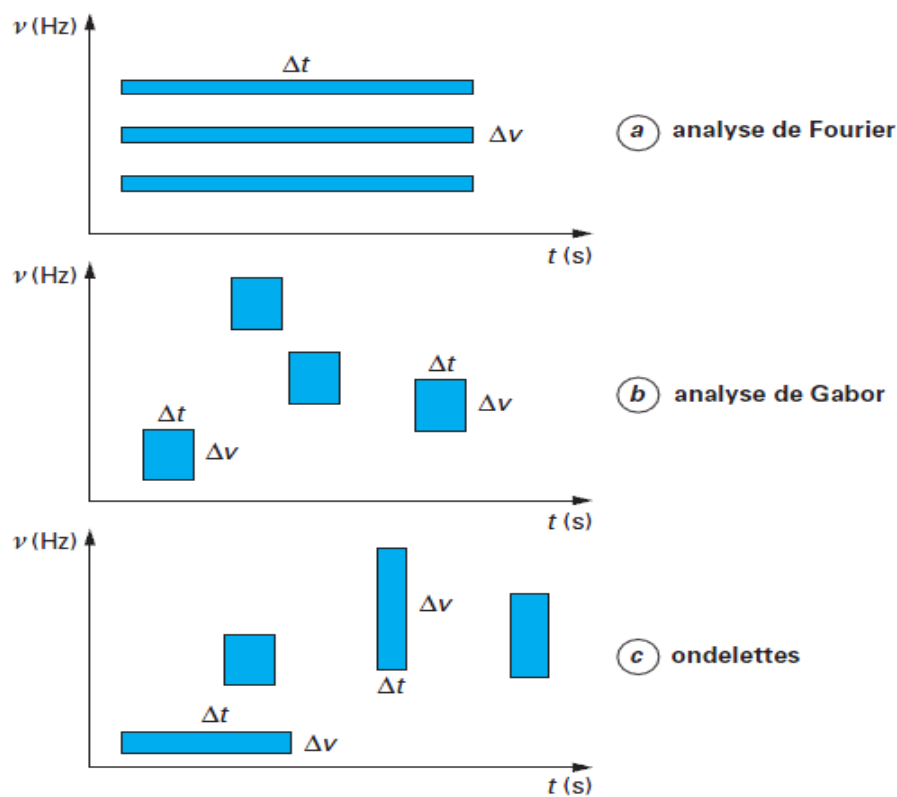 ν (Hz)
Δt
Δν
t (s)
a analyse de Fourier
ν (Hz)
Δt
Δν
Δt
Δν
t (s)
b analyse de Gabor
ν (Hz)
Δν
Δt
Δt
Δν
t (s)
c ondelettes